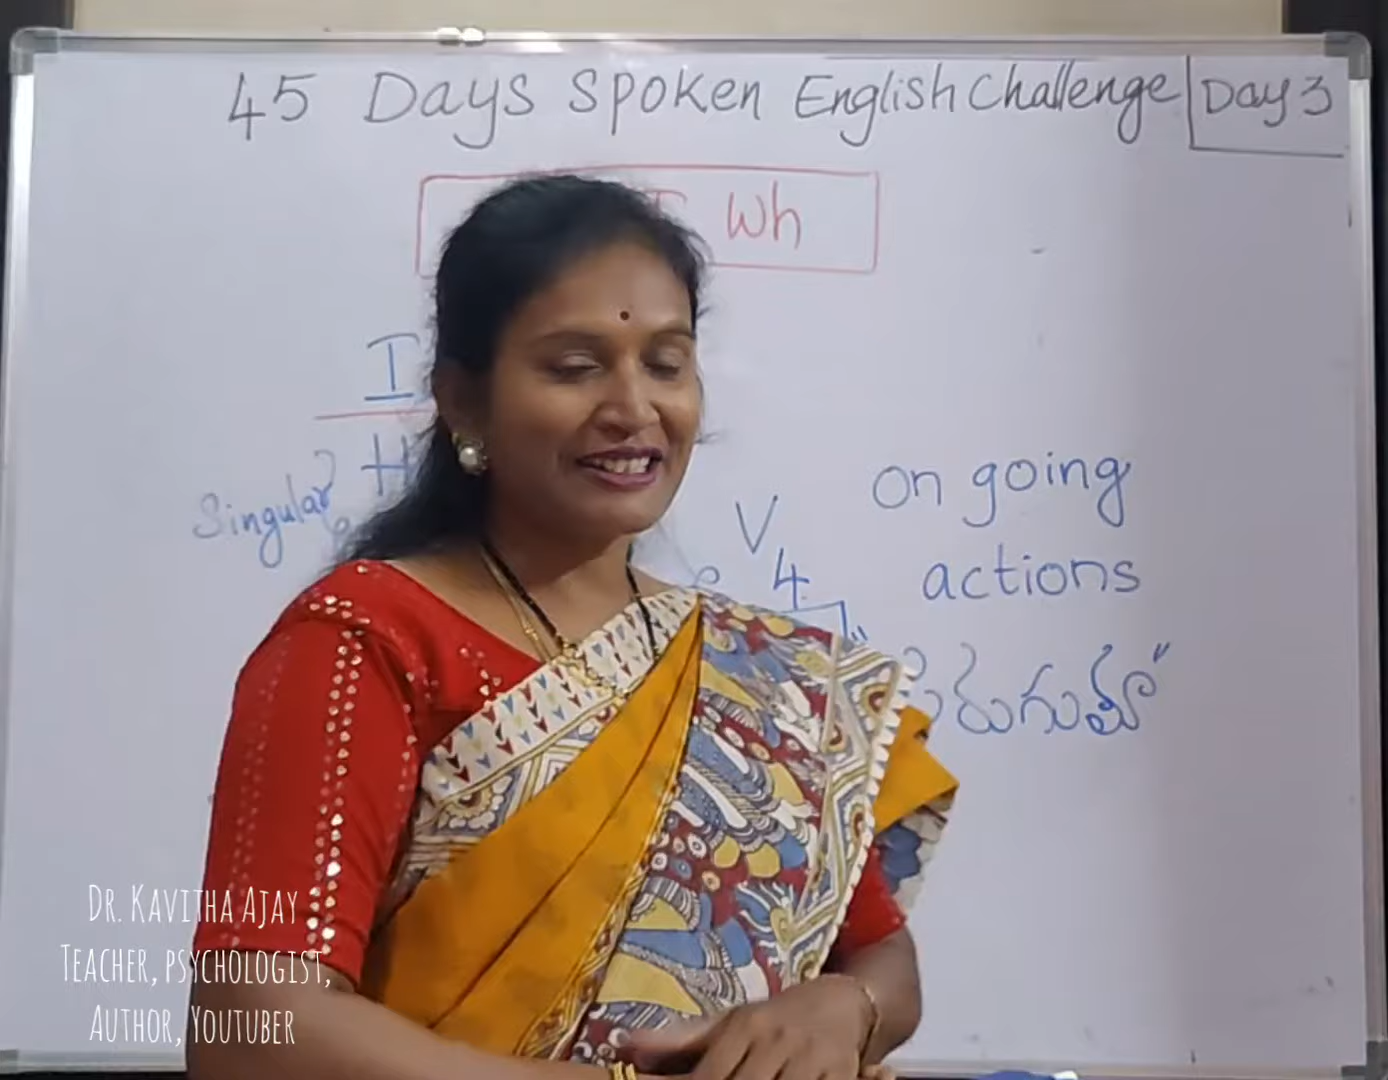 45 Days Spoken English Challenge Day 3
Wh
I
H
Singular
V4
on going
actions
రుగుతూ"
Dr. Kavitha Ajay
Teacher, psychologist,
Author, Youtuber